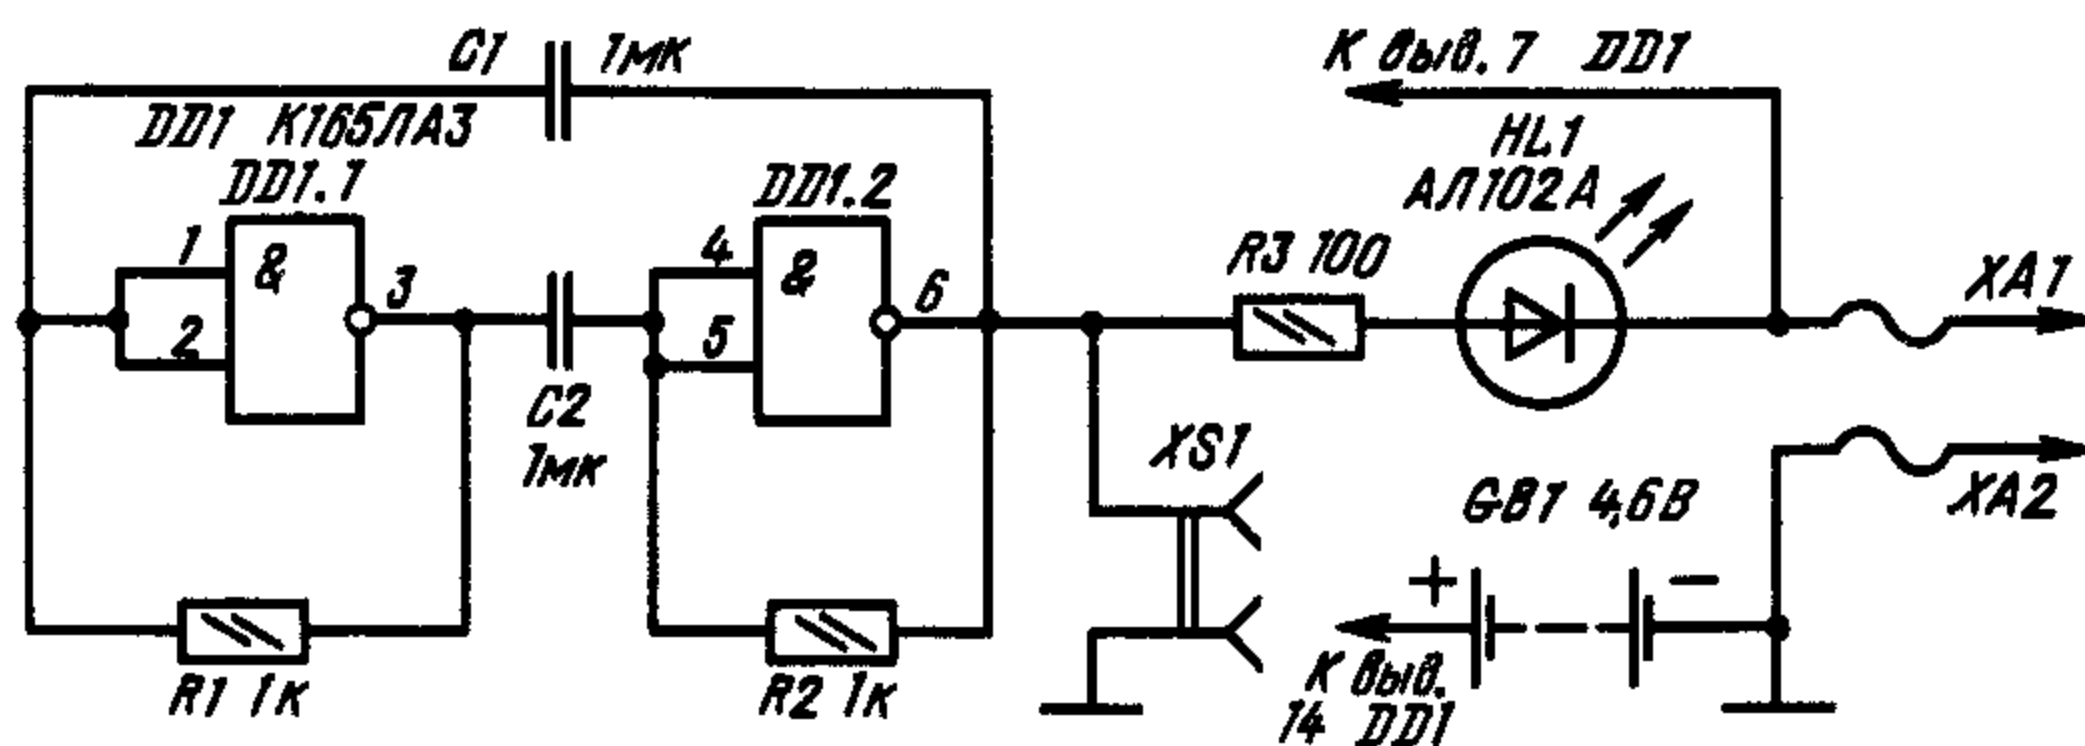 C1 1мк
К выв. 7 DD1
DD1 К165ЛА3
HL1
АЛ102А
DD1.1
DD1.2
1
&
3
2
4
&
6
5
R3 100
XA1
C2
1мк
XS1
XA2
GB1 4,6В
+
−
R1 1к
R2 1к
К выв.
14 DD1